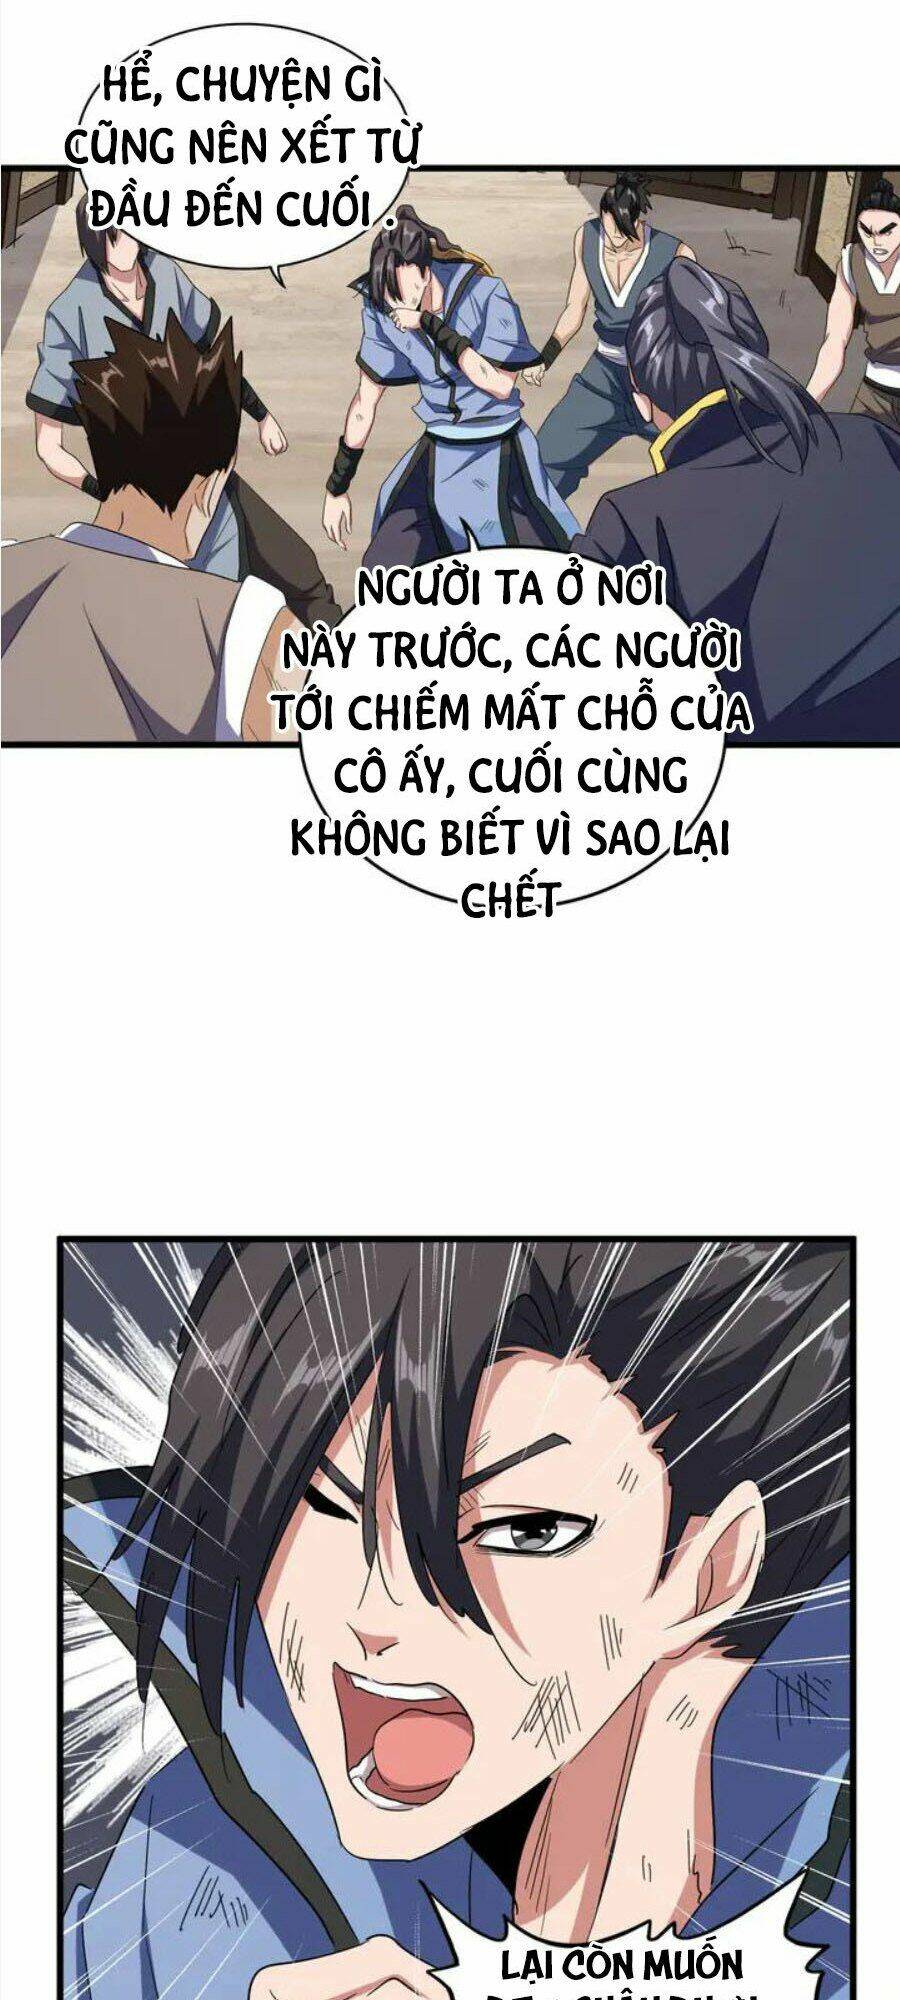 HỂ, CHUYỆN GÌ
CŨNG NÊN XẾT TỪ
ĐẦU ĐẾN CUỐI .
NGƯỜI TA Ở NƠI
NÀY TRƯỚC, CÁC NGƯỜI
TỚI CHIẾM MẤT CHỖ CỦA
CÔ ẤY, CUỐI CÙNG
KHÔNG BIẾT VÌ SAO LẠI
CHẾT
LẠI CÒN MUỐN